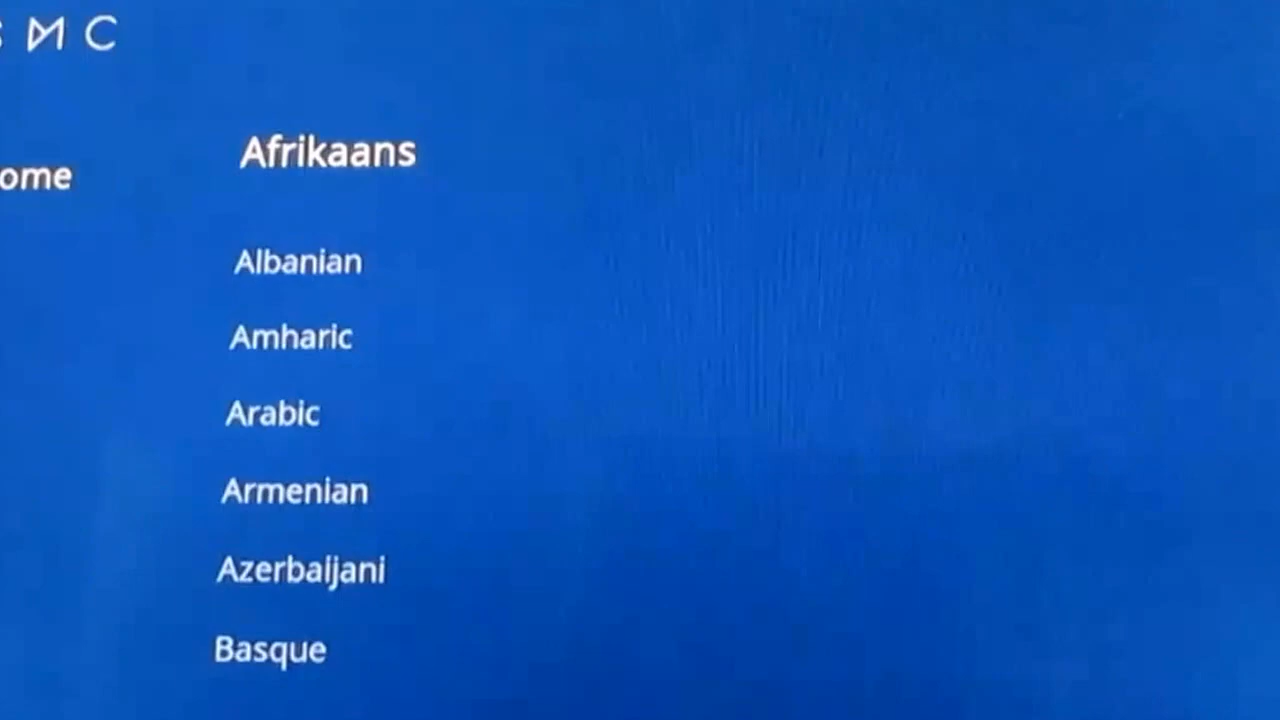 S M C
ome
Afrikaans
Albanian
Amharic
Arabic
Armenian
Azerbaijani
Basque